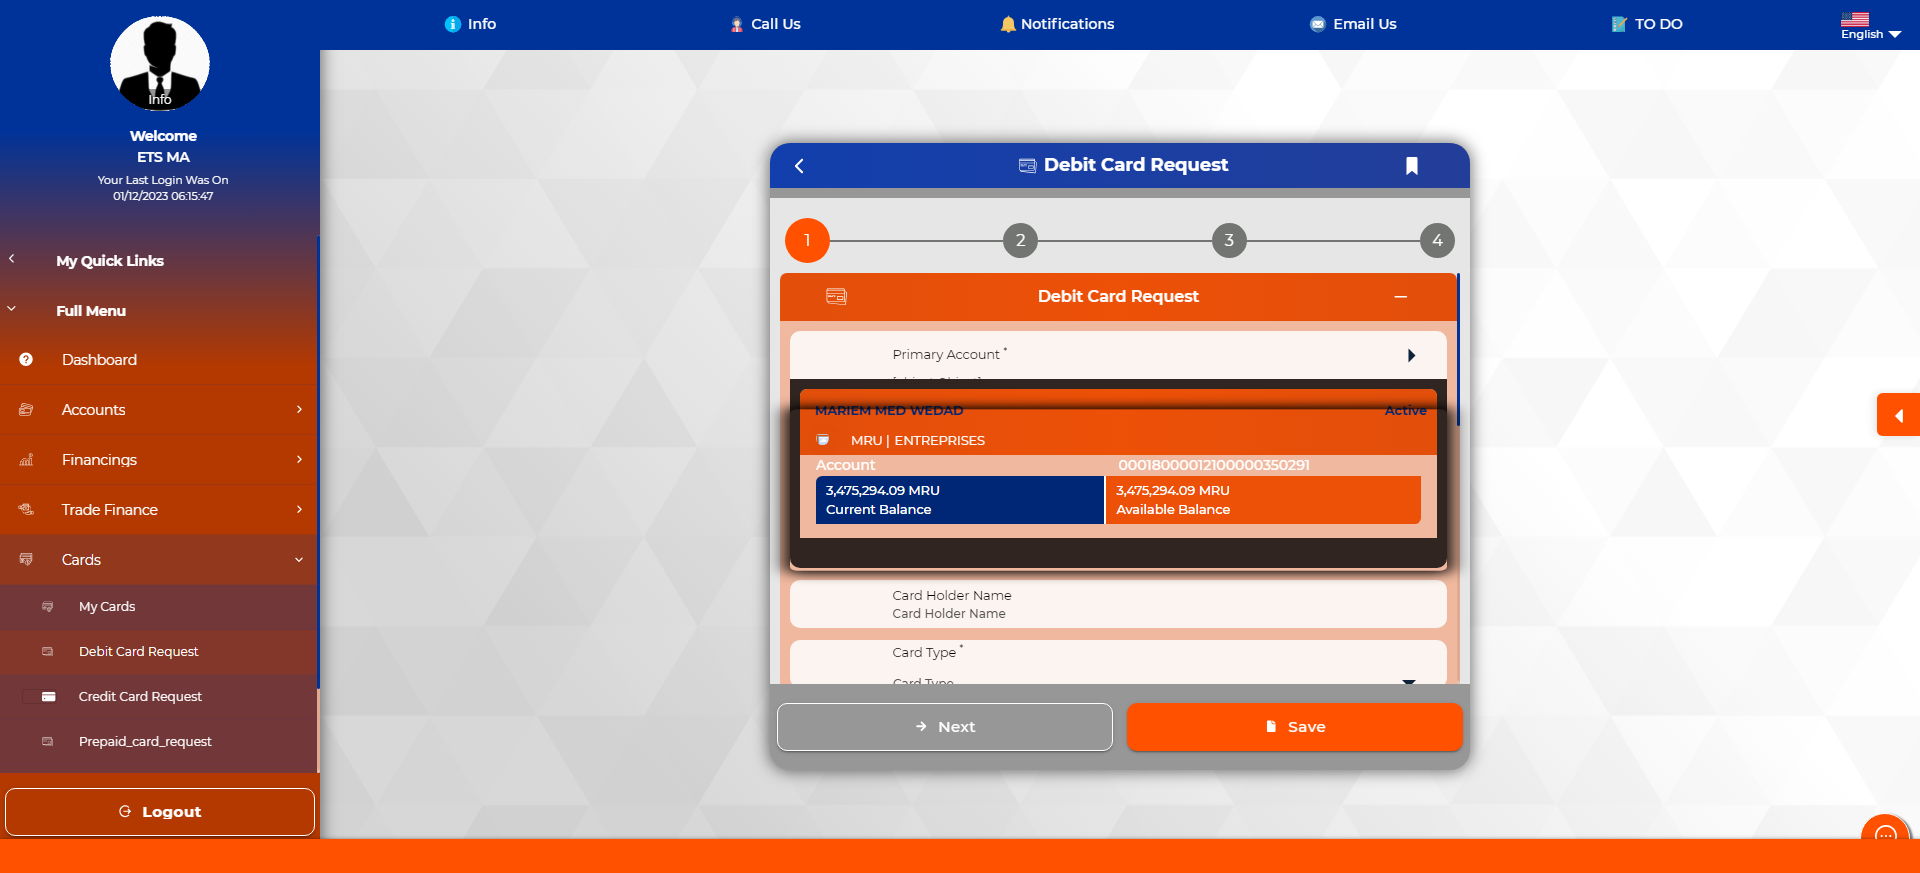 Info
Call Us
Notifications
Email Us
TO DO
English
Info
Welcome
ETS MA
Your Last Login Was On
01/12/2023 06:15:47
My Quick Links
Full Menu
Dashboard
Accounts
Financings
Trade Finance
Cards
My Cards
Debit Card Request
Credit Card Request
Prepaid_card_request
Logout
Debit Card Request
1
2
3
4
Debit Card Request
Primary Account *
MARIEM MED WEDAD
Active
MRU | ENTREPRISES
Account
00018000012100000350291
3,475,294.09 MRU
Current Balance
3,475,294.09 MRU
Available Balance
Card Holder Name
Card Holder Name
Card Type *
Card Type
Next
Save